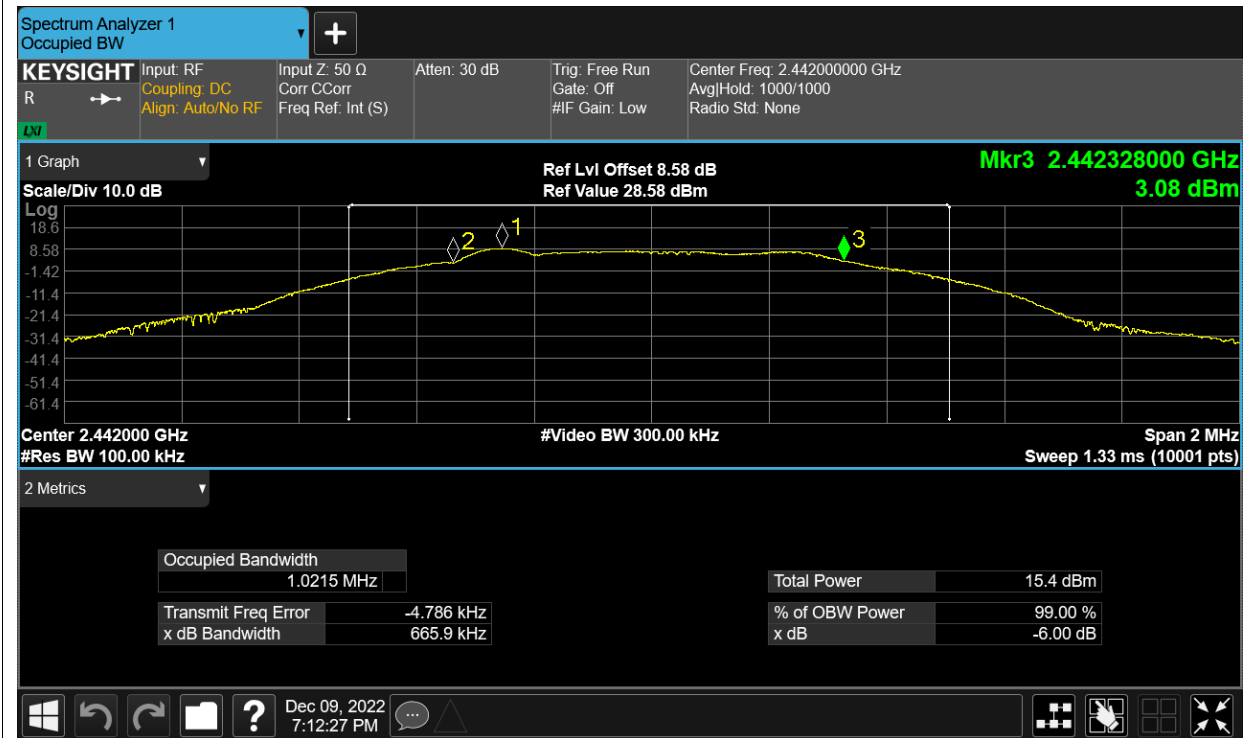 Spectrum Analyzer 1
Occupied BW
KEYSIGHT
R
LXI
Input: RF
Coupling: DC
Align: Auto/No RF
Input Z: 50 Ω
Corr CCorr
Freq Ref: Int (S)
Atten: 30 dB
Trig: Free Run
Gate: Off
#IF Gain: Low
Center Freq: 2.442000000 GHz
Avg|Hold: 1000/1000
Radio Std: None
1 Graph
Scale/Div 10.0 dB
Ref Lvl Offset 8.58 dB
Ref Value 28.58 dBm
Mkr3 2.442328000 GHz
3.08 dBm
Log
18.6
8.58
-1.42
-11.4
-21.4
-31.4
-41.4
-51.4
-61.4
2
1
3
Center 2.442000 GHz
#Res BW 100.00 kHz
#Video BW 300.00 kHz
Span 2 MHz
Sweep 1.33 ms (10001 pts)
2 Metrics
Occupied Bandwidth
1.0215 MHz
Transmit Freq Error -4.786 kHz
x dB Bandwidth 665.9 kHz
Total Power 15.4 dBm
% of OBW Power 99.00 %
x dB -6.00 dB
?
Dec 09, 2022
7:12:27 PM